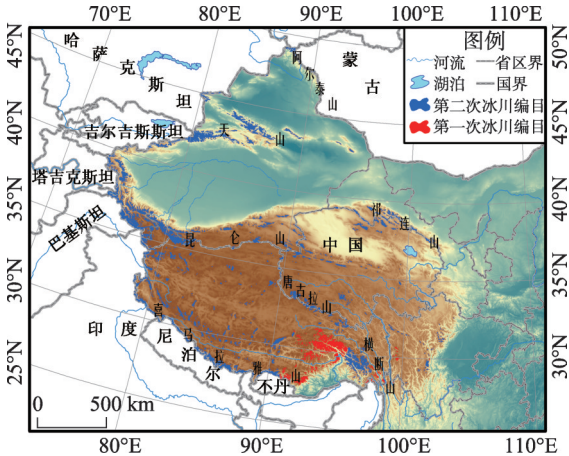 70°E 80°E 90°E 100°E
45°N
40°N
35°N
30°N
25°N
50°N
45°N
40°N
35°N
30°N
80°E 90°E 100°E 110°E
图例
河流 省区界
湖泊 国界
第二次冰川编目
第一次冰川编目
哈萨克斯坦
蒙古
阿尔泰山
吉尔吉斯斯坦
天山
塔吉克斯坦
巴基斯坦
昆仑山
祁连山
中国
唐古拉山
喜马拉雅山
横断山
印度
尼泊尔
不丹
0 500 km